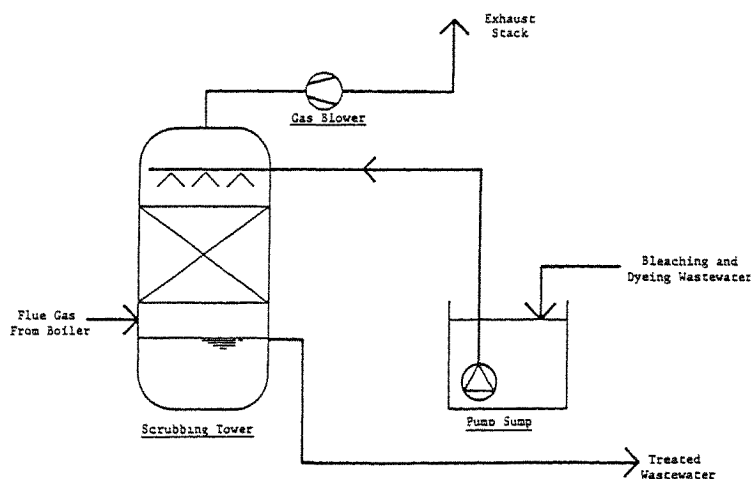 Exhaust
Stack
Gas Blower
Bleaching and
Dyeing Wastewater
Flue Gas
From Boiler
Scrubbing Tower
Pump Sump
Treated
Wastewater